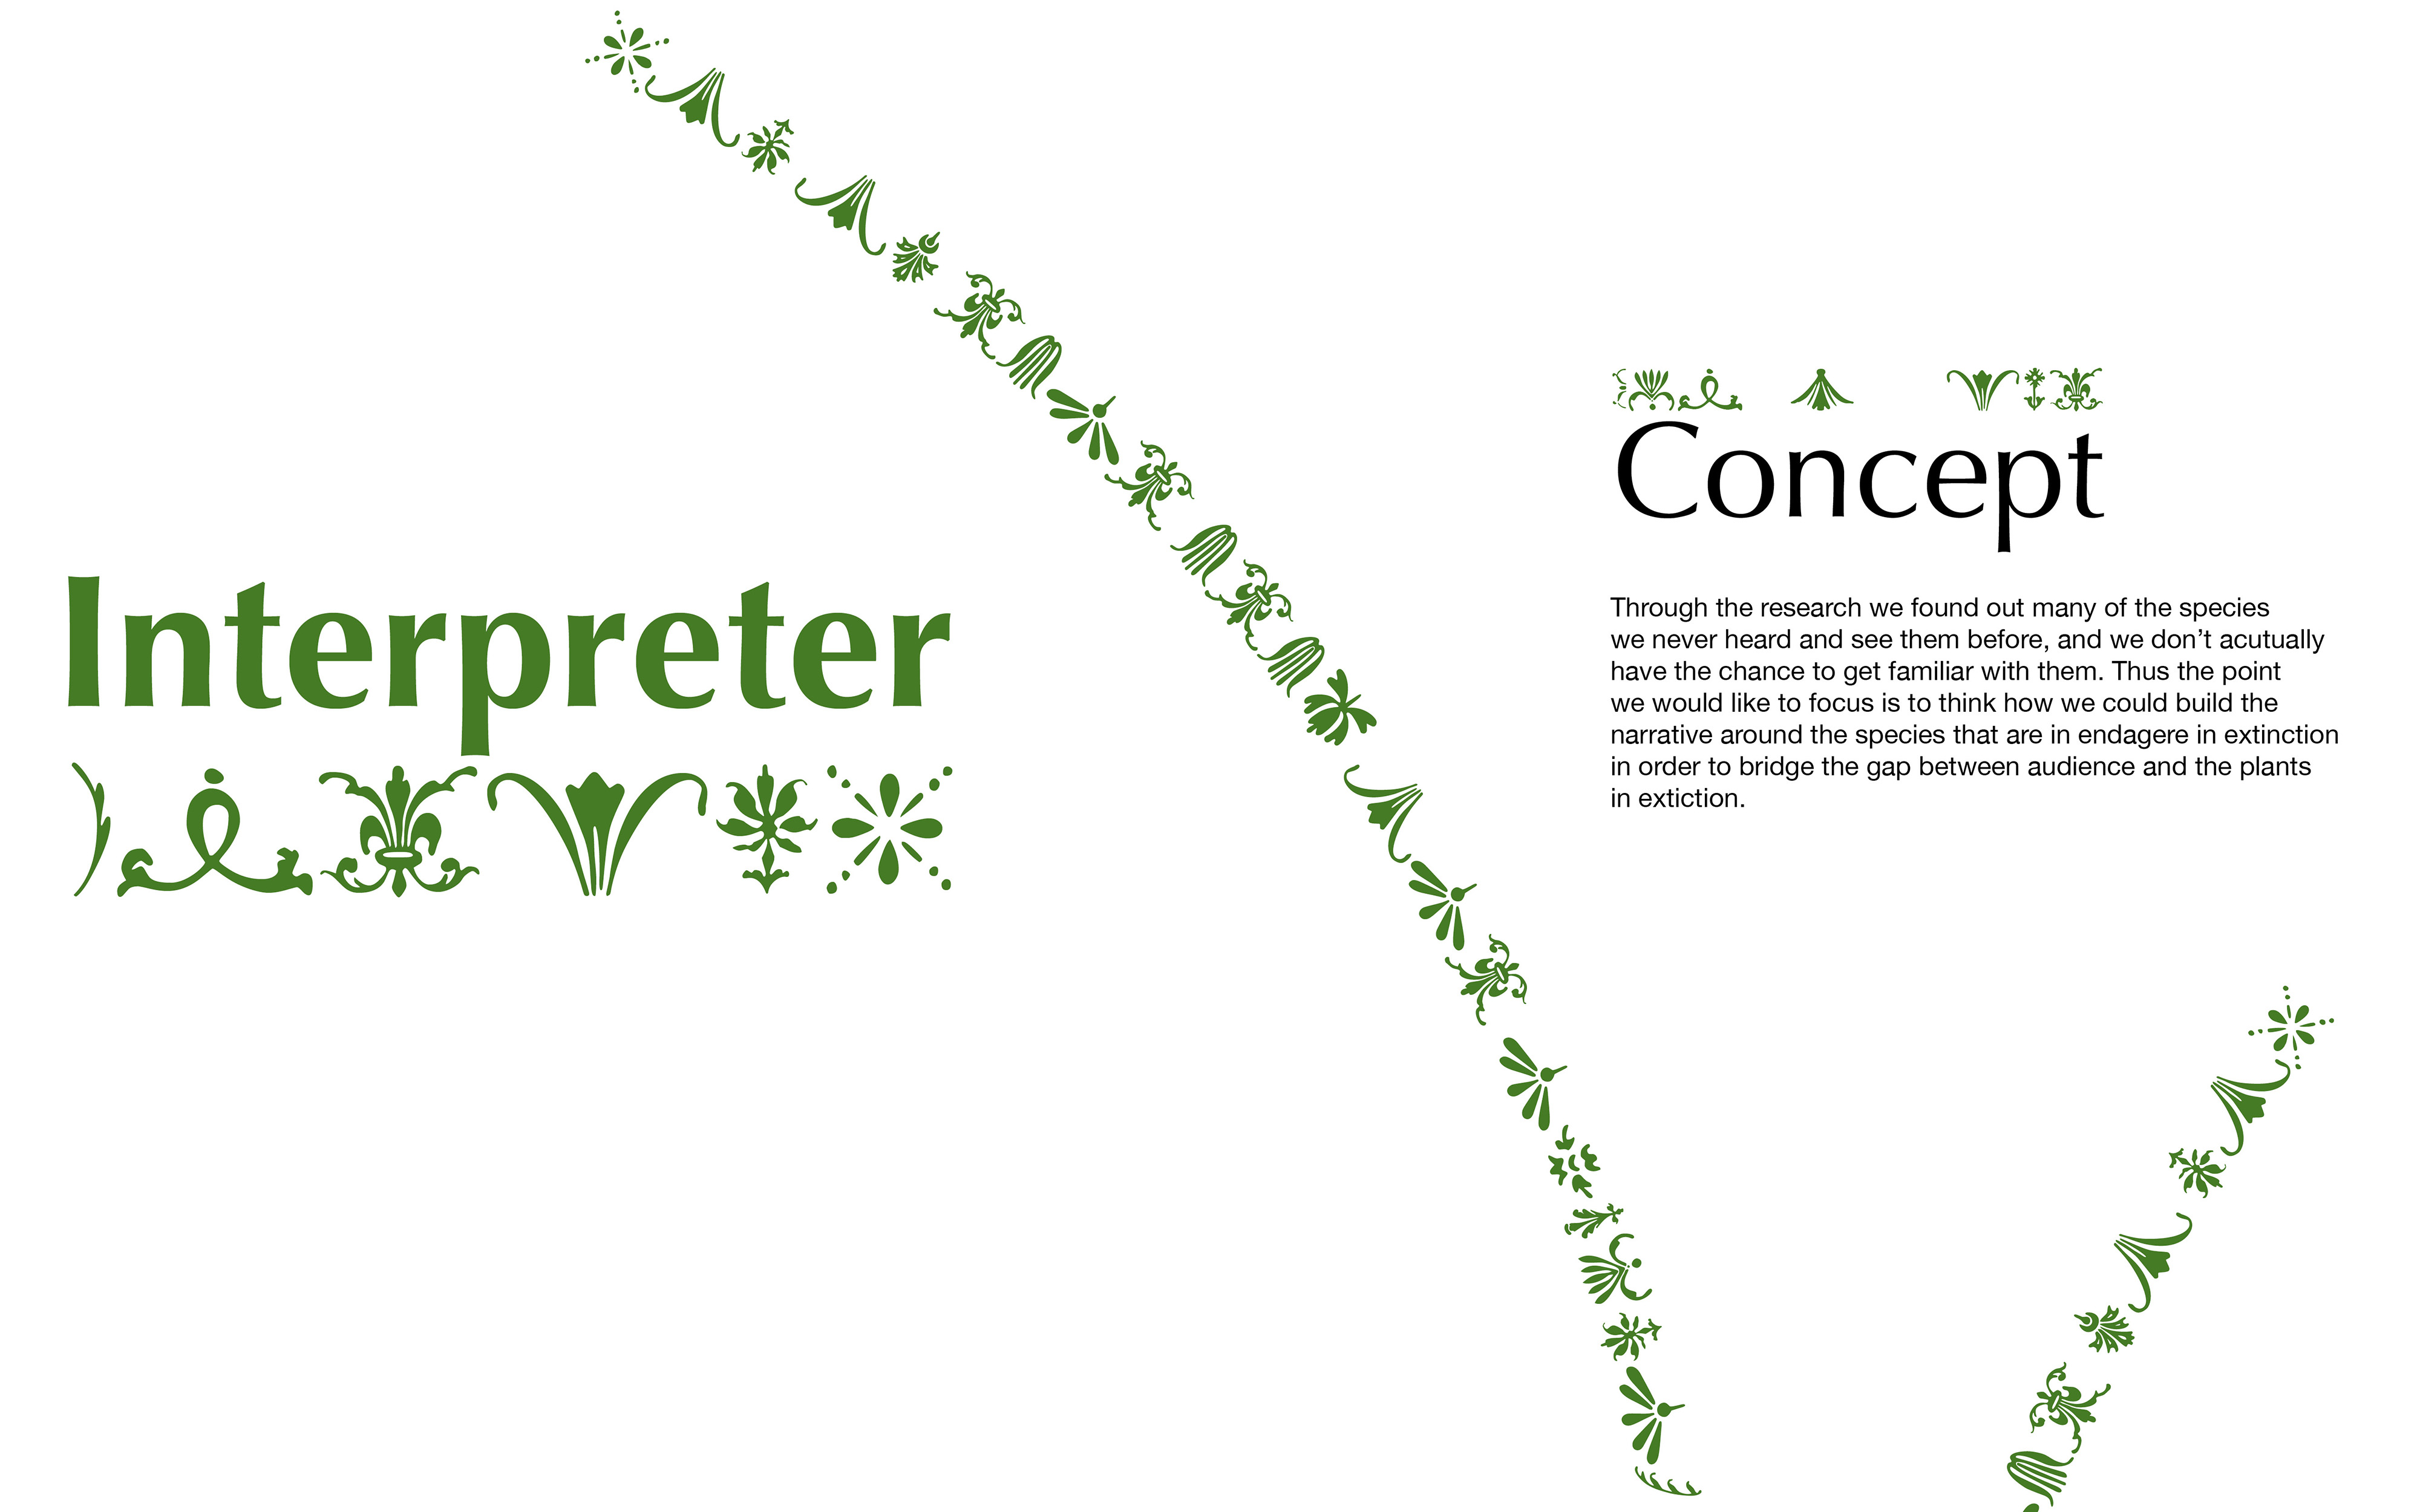 Interpreter
Concept
Through the research we found out many of the species
we never heard and see them before, and we don’t acutually
have the chance to get familiar with them. Thus the point
we would like to focus is to think how we could build the
narrative around the species that are in endagere in extinction
in order to bridge the gap between audience and the plants
in extiction.